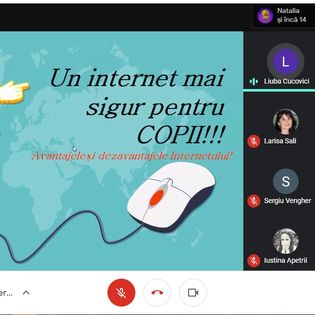 Natalia
și încă 14
Un internet mai
sigur pentru
COPII!!!
Avantajele și dezavantajele Internetului!
L
Liuba Cucovici
Larisa Sali
S
Sergiu Vengher
Iustina Apetrii
er...